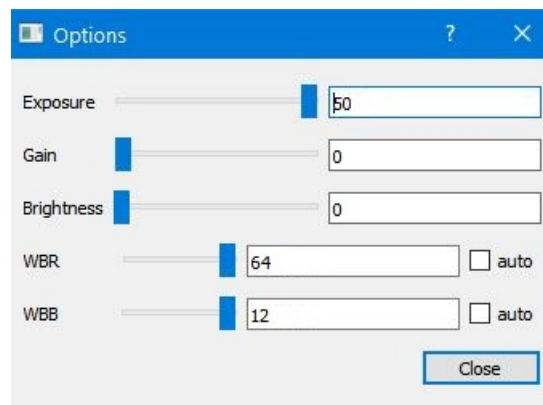 Options ?
Exposure 50
Gain 0
Brightness 0
WBR 64 auto
WBB 12 auto
Close